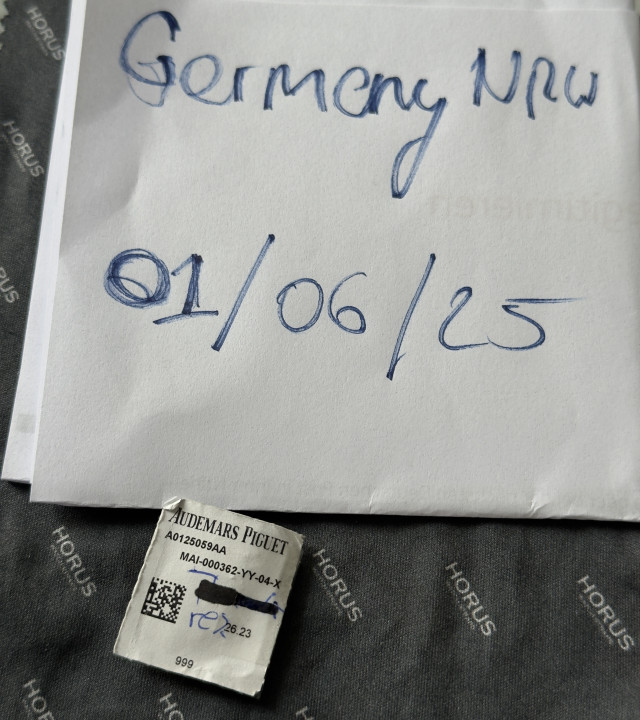 Germany NRW
01/06/25
AUDEMARS PIGUET
A0125059AA
MAI-000362-YY-04-X
26.23
999
HORUS
HORUS
HORUS
HORUS
HORUS
HORUS
HORUS